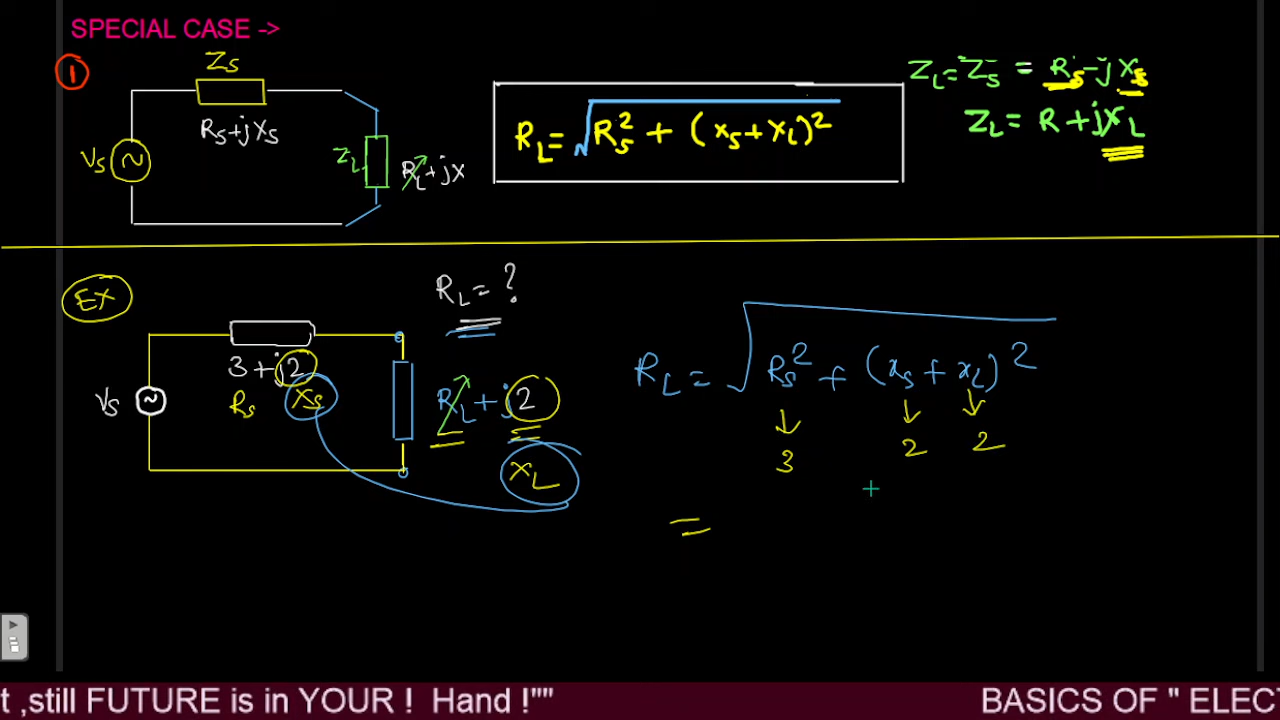 SPECIAL CASE ->
1
Zs
Rs+jXs
Vs
ZL
RL+jX
RL= √Rs² + (xs+xL)²
ZL= Zs* = Rs-jXs
ZL= R+jXL
EX
RL= ?
3+j2
Rs
Xs
Vs
RL+j2
XL
RL= √Rs²+(xs+xL)²
3
2
2
=
t ,still FUTURE is in YOUR ! Hand !""
BASICS OF " ELECT